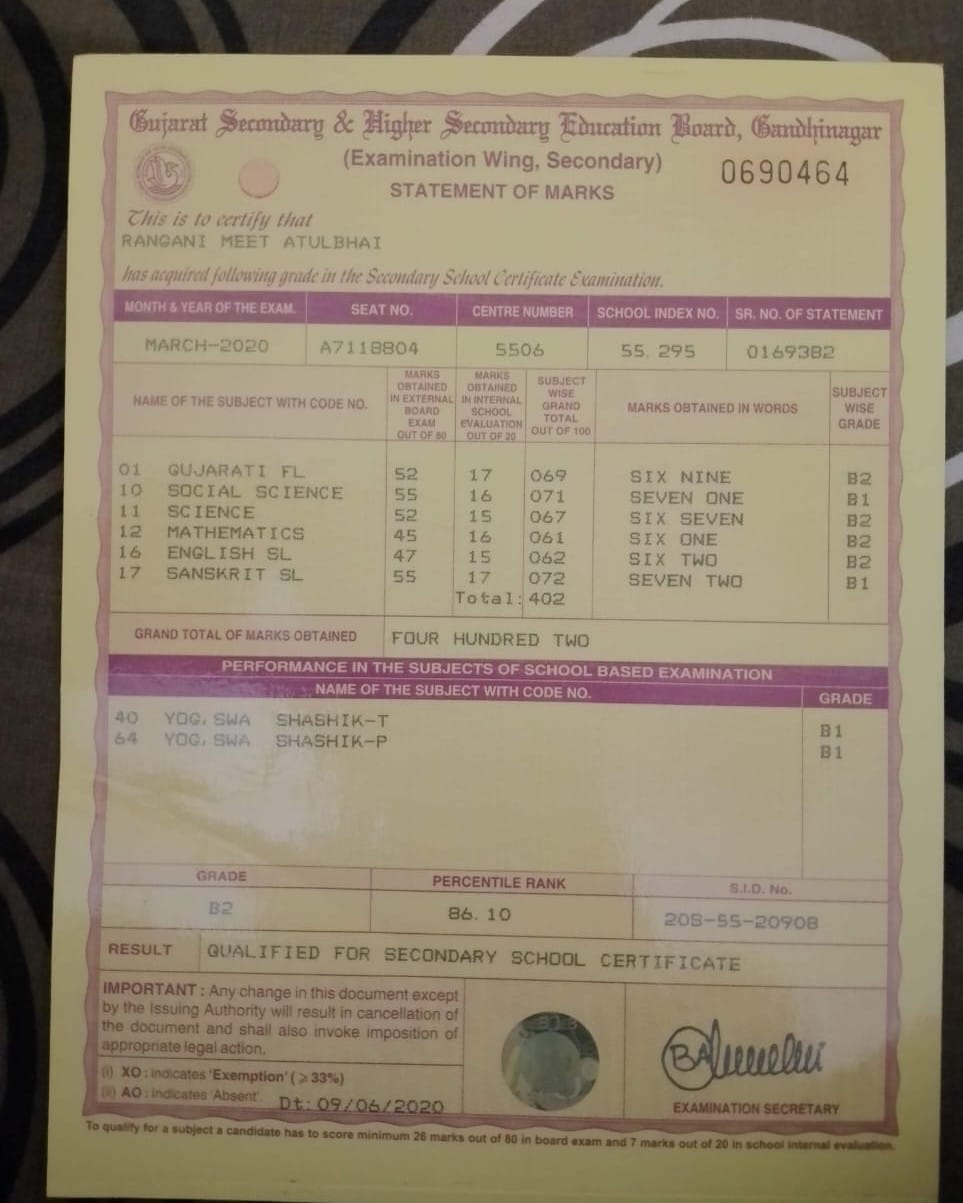 Gujarat Secondary & Higher Secondary Education Board, Gandhinagar
(Examination Wing, Secondary)
0690464
STATEMENT OF MARKS
This is to certify that
RANGANI MEET ATULBHAI
has acquired following grade in the Secondary School Certificate Examination.
MONTH & YEAR OF THE EXAM. SEAT NO. CENTRE NUMBER SCHOOL INDEX NO. SR. NO. OF STATEMENT
MARCH-2020 A7118804 5506 55. 295 0169382
NAME OF THE SUBJECT WITH CODE NO. MARKS OBTAINED IN EXTERNAL BOARD EXAM OUT OF 80 MARKS OBTAINED IN INTERNAL SCHOOL EVALUATION OUT OF 20 SUBJECT WISE GRAND TOTAL OUT OF 100 MARKS OBTAINED IN WORDS SUBJECT WISE GRADE
01 GUJARATI FL 52 17 069 SIX NINE B2
10 SOCIAL SCIENCE 55 16 071 SEVEN ONE B1
11 SCIENCE 52 15 067 SIX SEVEN B2
12 MATHEMATICS 45 16 061 SIX ONE B2
16 ENGLISH SL 47 15 062 SIX TWO B2
17 SANSKRIT SL 55 17 072 SEVEN TWO B1
Total: 402
GRAND TOTAL OF MARKS OBTAINED FOUR HUNDRED TWO
PERFORMANCE IN THE SUBJECTS OF SCHOOL BASED EXAMINATION
NAME OF THE SUBJECT WITH CODE NO. GRADE
40 YOG. SWA SHASHIK-T B1
64 YOG. SWA SHASHIK-P B1
GRADE PERCENTILE RANK S.I.D. No.
B2 86. 10 20S-55-20908
RESULT QUALIFIED FOR SECONDARY SCHOOL CERTIFICATE
IMPORTANT : Any change in this document except
by the Issuing Authority will result in cancellation of
the document and shall also invoke imposition of
appropriate legal action.
(i) XO : indicates 'Exemption' (⩾33%)
(ii) AO : indicates 'Absent'.
Dt: 09/06/2020
EXAMINATION SECRETARY
To qualify for a subject a candidate has to score minimum 26 marks out of 80 in board exam and 7 marks out of 20 in school internal evaluation.